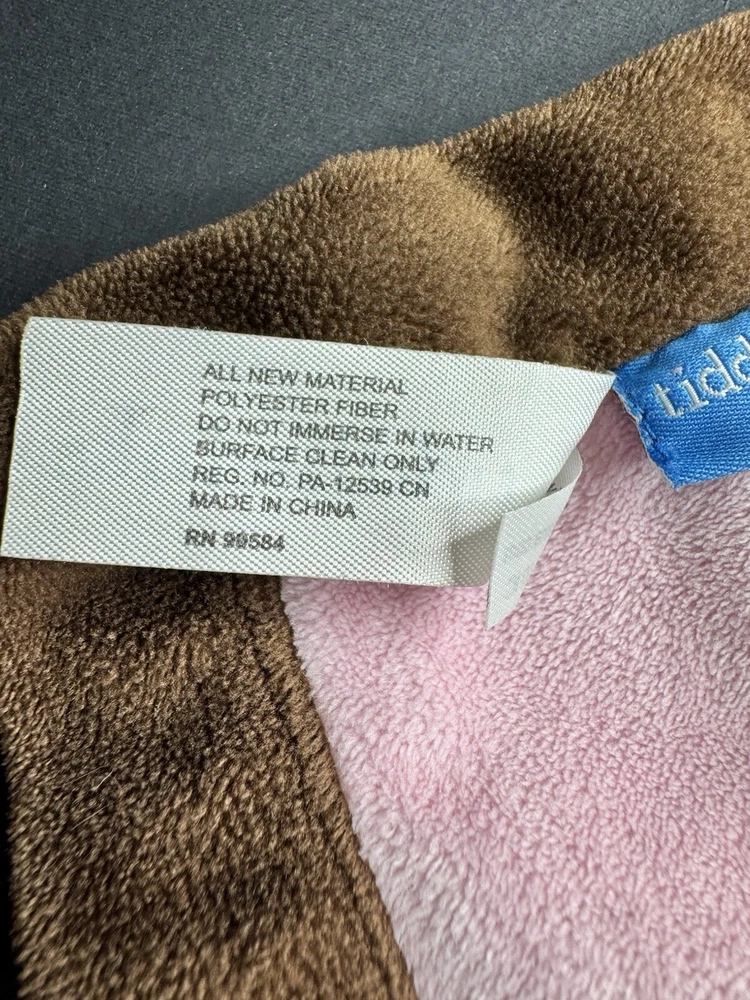 ALL NEW MATERIAL
POLYESTER FIBER
DO NOT IMMERSE IN WATER
SURFACE CLEAN ONLY
REG. NO. PA-12539 CN
MADE IN CHINA
RN 99584
tidd